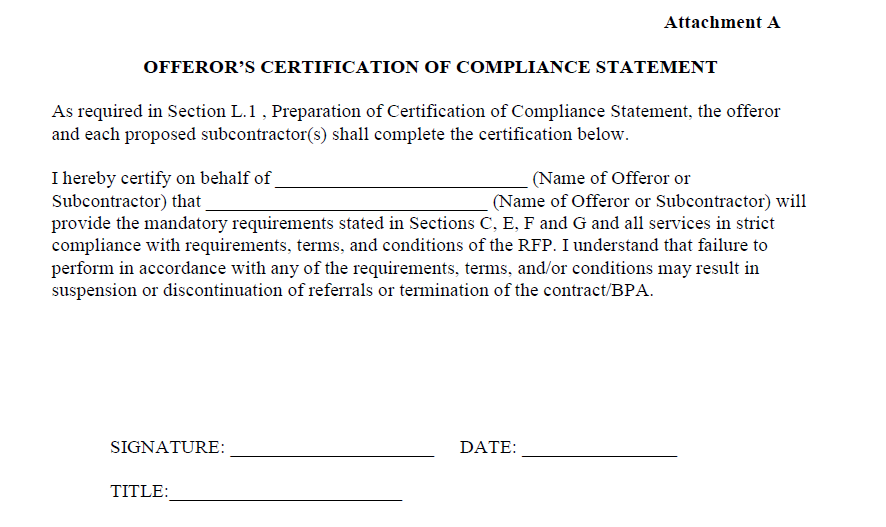 Attachment A
OFFEROR’S CERTIFICATION OF COMPLIANCE STATEMENT
As required in Section L.1 , Preparation of Certification of Compliance Statement, the offeror
and each proposed subcontractor(s) shall complete the certification below.
I hereby certify on behalf of ___________________________ (Name of Offeror or
Subcontractor) that ______________________________ (Name of Offeror or Subcontractor) will
provide the mandatory requirements stated in Sections C, E, F and G and all services in strict
compliance with requirements, terms, and conditions of the RFP. I understand that failure to
perform in accordance with any of the requirements, terms, and/or conditions may result in
suspension or discontinuation of referrals or termination of the contract/BPA.
SIGNATURE: ______________________ DATE: _________________
TITLE:_________________________